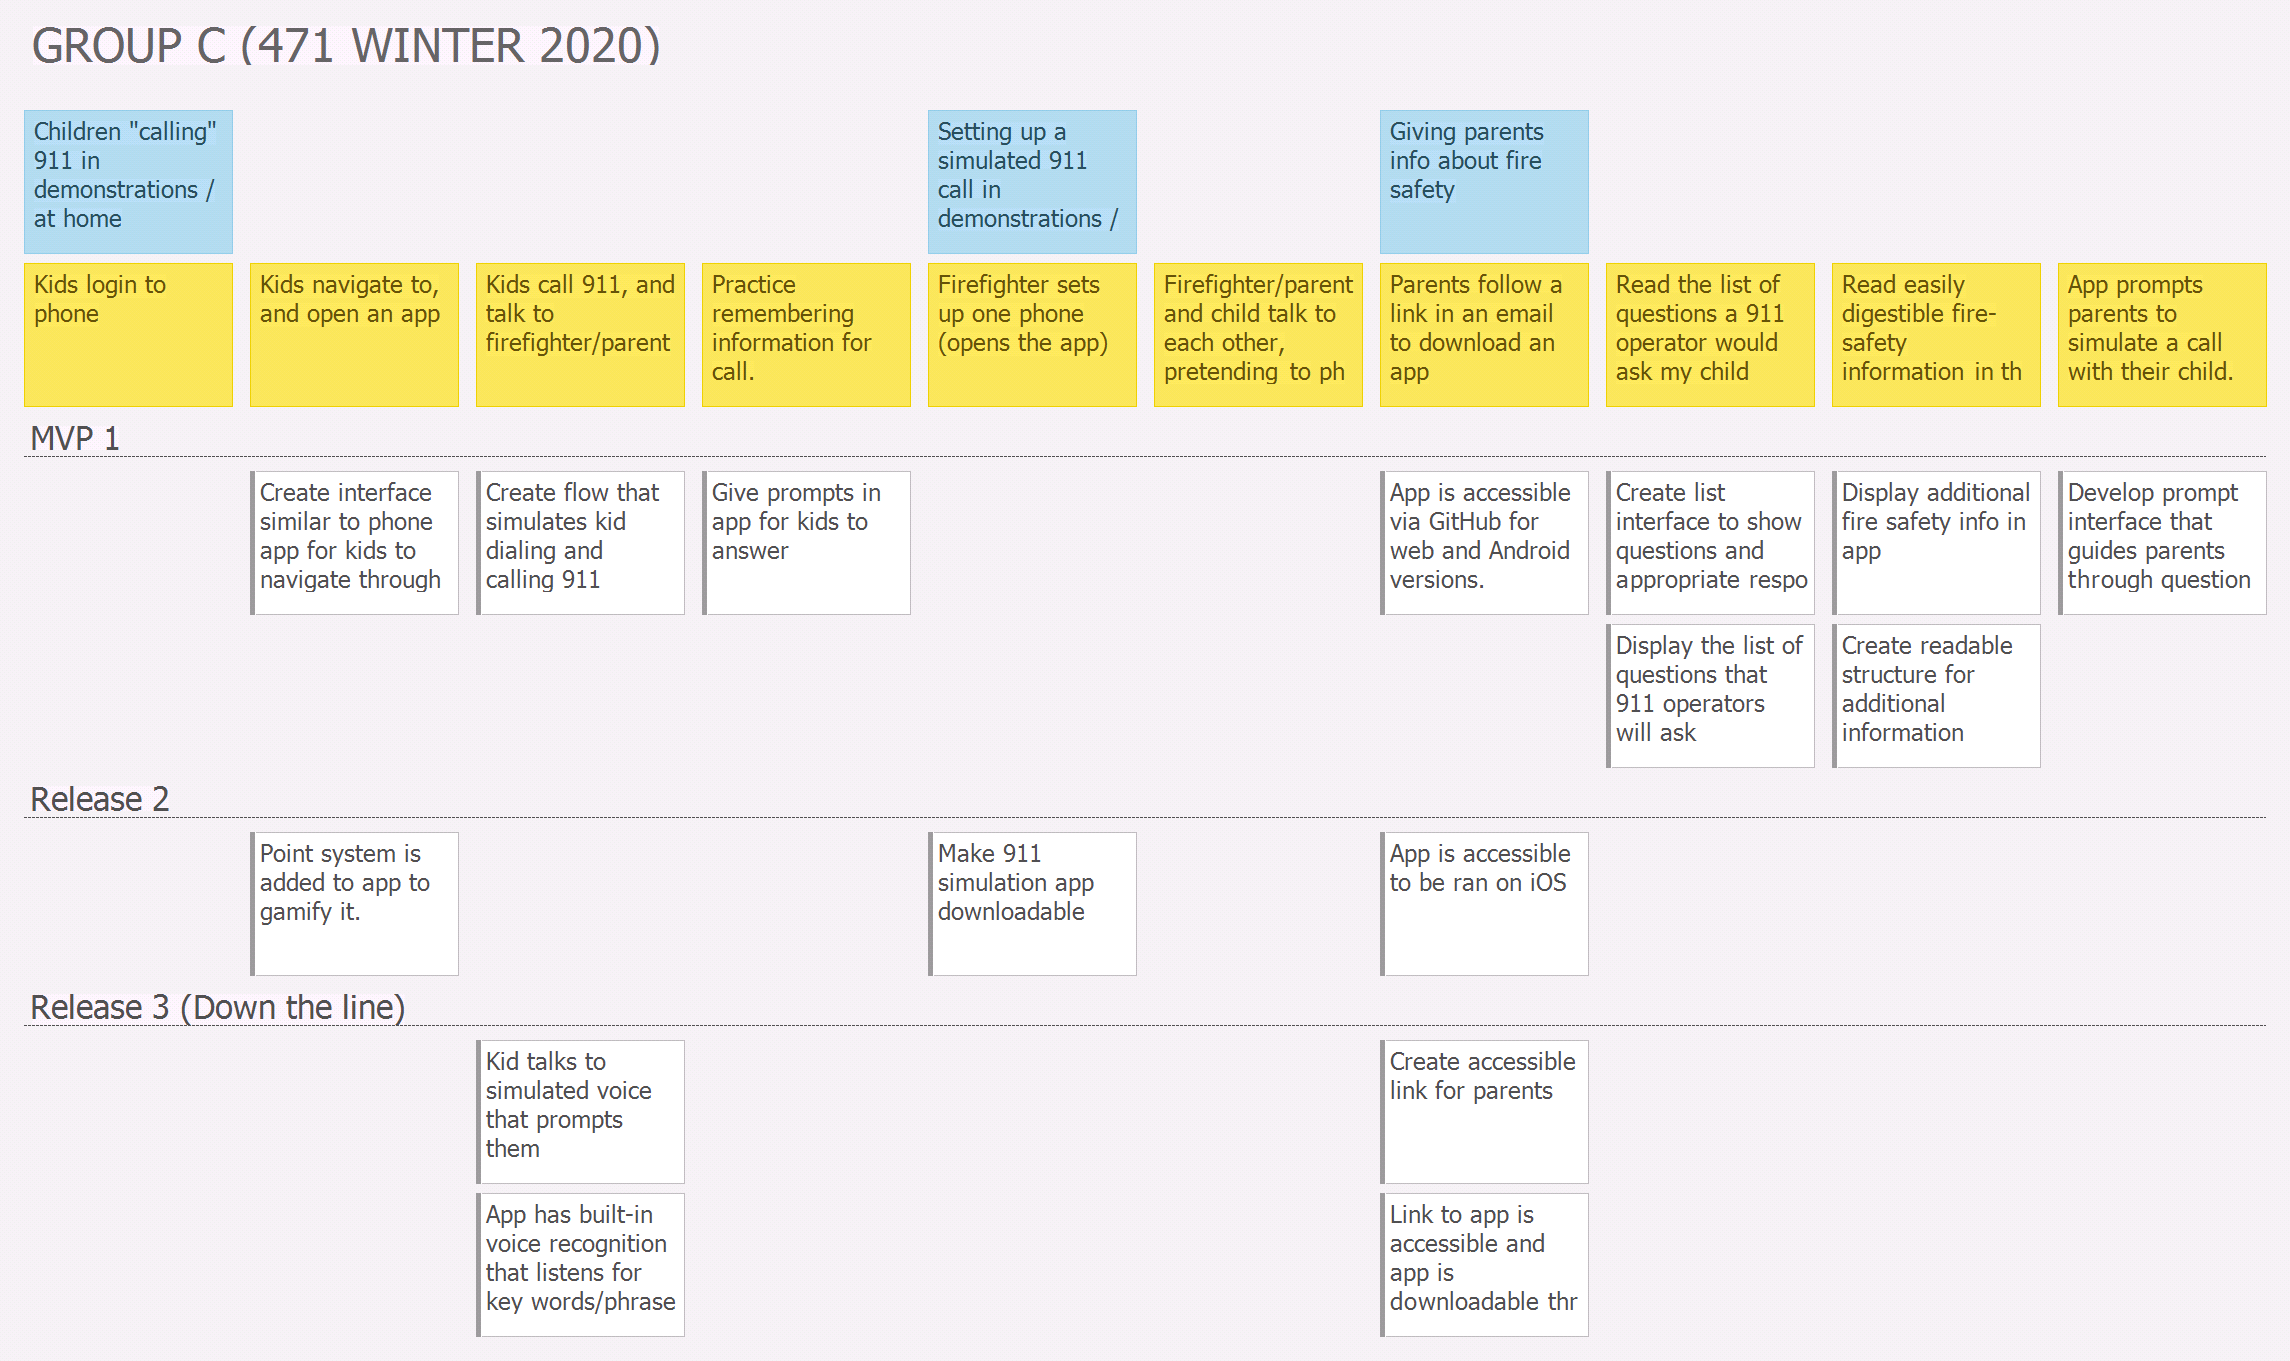 GROUP C (471 WINTER 2020)
Children "calling"
911 in
demonstrations /
at home
Setting up a
simulated 911
call in
demonstrations /
Giving parents
info about fire
safety
Kids login to
phone
Kids navigate to,
and open an app
Kids call 911, and
talk to
firefighter/parent
Practice
remembering
information for
call.
Firefighter sets
up one phone
(opens the app)
Firefighter/parent
and child talk to
each other,
pretending to ph
Parents follow a
link in an email
to download an
app
Read the list of
questions a 911
operator would
ask my child
Read easily
digestible fire-
safety
information in th
App prompts
parents to
simulate a call
with their child.
MVP 1
Create interface
similar to phone
app for kids to
navigate through
Create flow that
simulates kid
dialing and
calling 911
Give prompts in
app for kids to
answer
App is accessible
via GitHub for
web and Android
versions.
Create list
interface to show
questions and
appropriate respo
Display additional
fire safety info in
app
Develop prompt
interface that
guides parents
through question
Display the list of
questions that
911 operators
will ask
Create readable
structure for
additional
information
Release 2
Point system is
added to app to
gamify it.
Make 911
simulation app
downloadable
App is accessible
to be ran on iOS
Release 3 (Down the line)
Kid talks to
simulated voice
that prompts
them
Create accessible
link for parents
App has built-in
voice recognition
that listens for
key words/phrase
Link to app is
accessible and
app is
downloadable thr